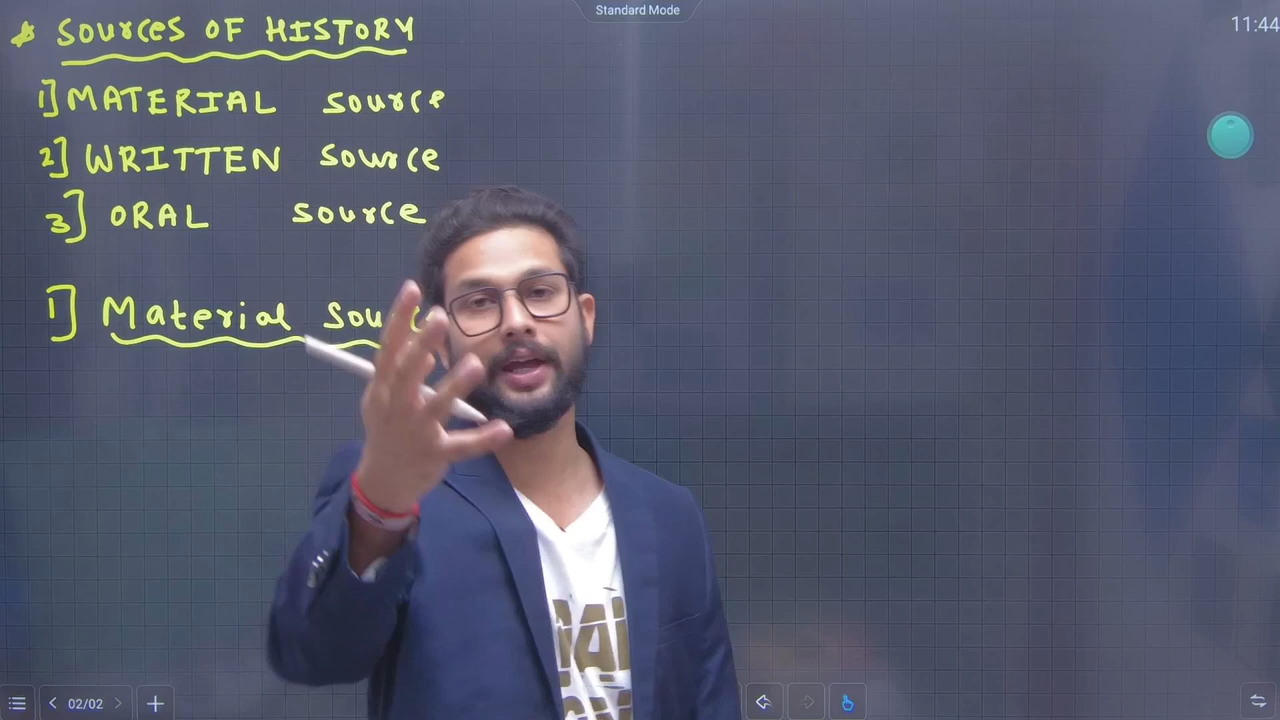 Standard Mode
11:44
* SOURCES OF HISTORY
1] MATERIAL source
2] WRITTEN source
3] ORAL source
1] Material
02/02